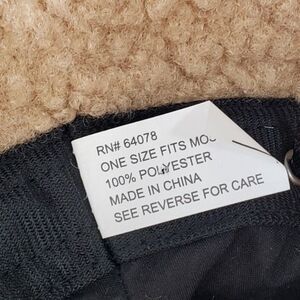 RN# 64078
ONE SIZE FITS
100% POLYESTER
MADE IN CHINA
SEE REVERSE FOR CARE